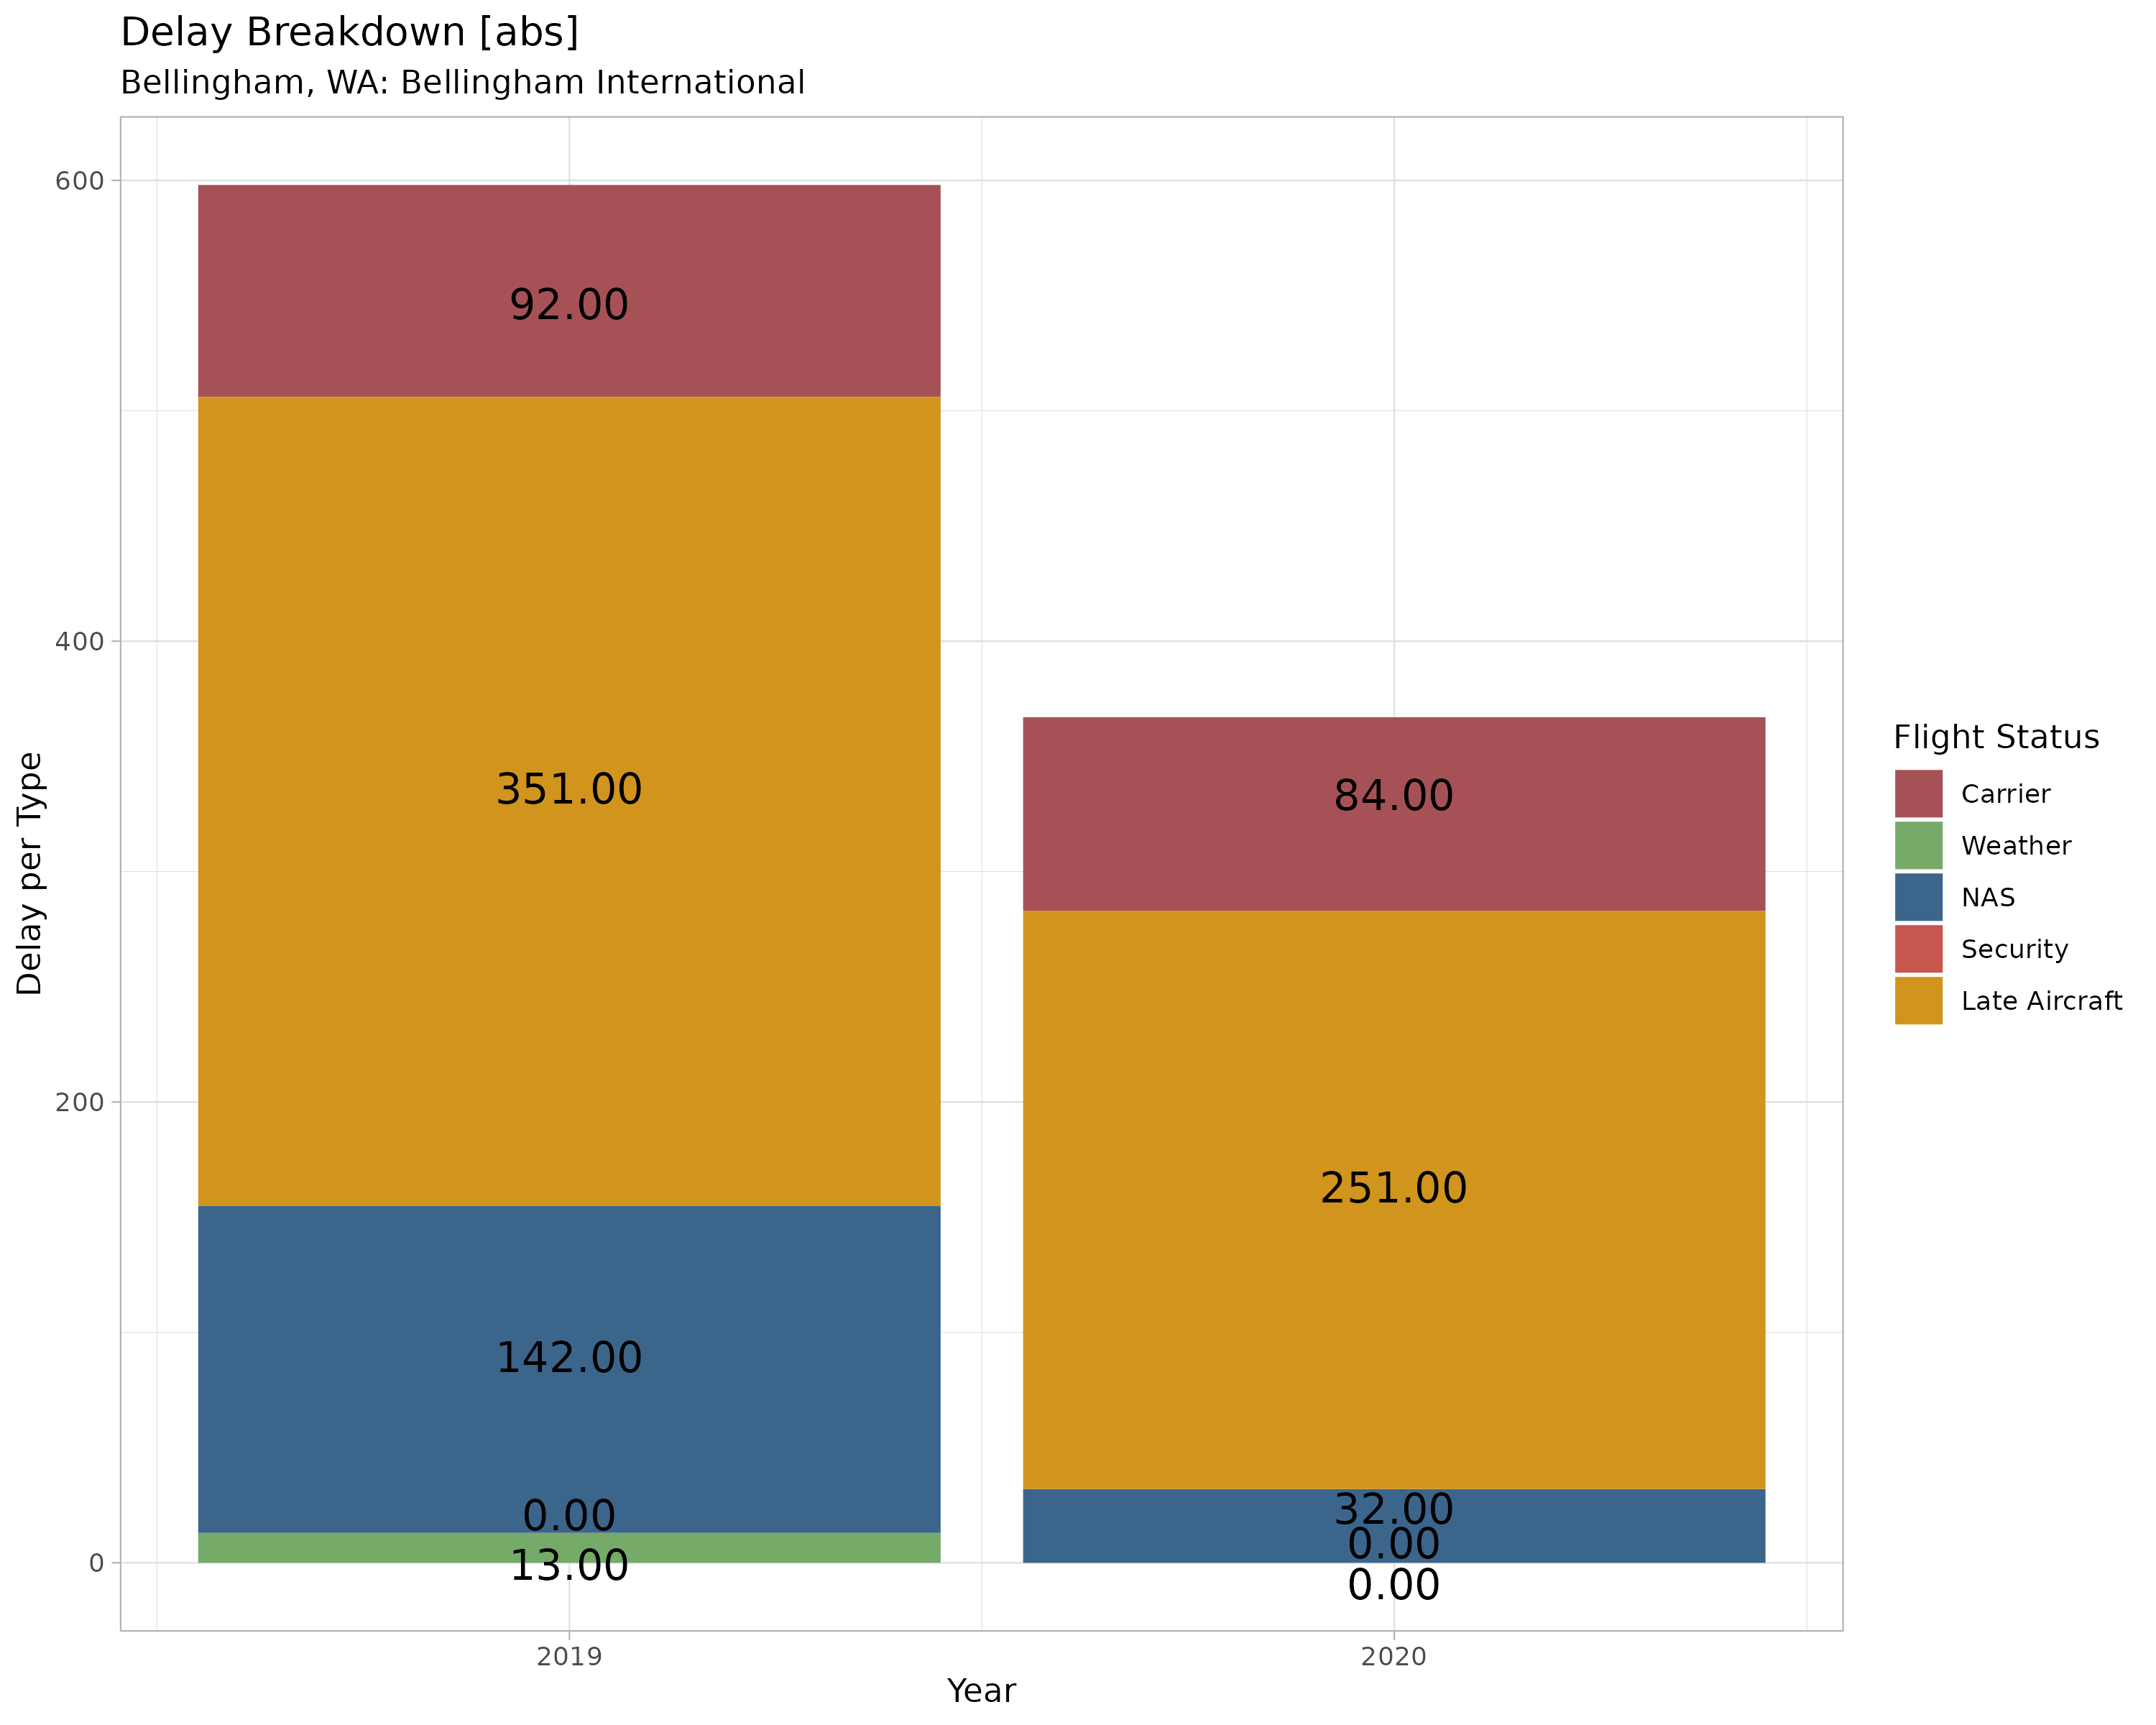 Delay Breakdown [abs]
Bellingham, WA: Bellingham International
Delay per Type
600
400
200
0
92.00
351.00
142.00
0.00
13.00
84.00
251.00
32.00
0.00
0.00
2019
2020
Year
Flight Status
Carrier
Weather
NAS
Security
Late Aircraft